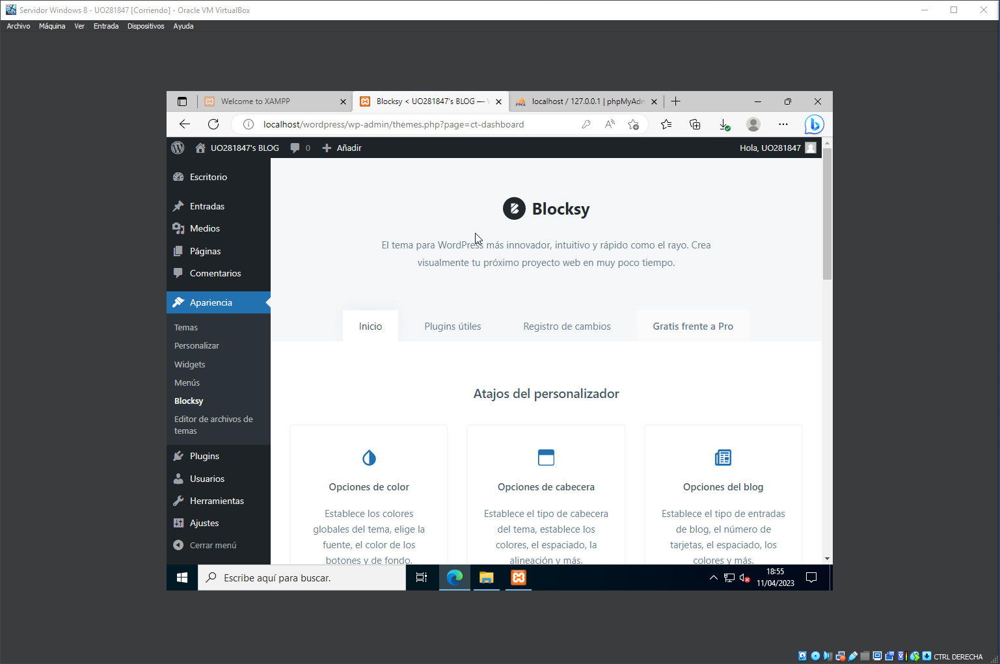 Servidor Windows 8 - UO281847 [Corriendo] - Oracle VM VirtualBox
Archivo Máquina Ver Entrada Dispositivos Ayuda
Welcome to XAMPP
Blocksy < UO281847's BLOG —
localhost / 127.0.0.1 | phpMyAdm
localhost/wordpress/wp-admin/themes.php?page=ct-dashboard
UO281847's BLOG 0 Añadir
Hola, UO281847
Escritorio
Entradas
Medios
Páginas
Comentarios
Apariencia
Temas
Personalizar
Widgets
Menús
Blocksy
Editor de archivos de
temas
Plugins
Usuarios
Herramientas
Ajustes
Cerrar menú
Blocksy
El tema para WordPress más innovador, intuitivo y rápido como el rayo. Crea
visualmente tu próximo proyecto web en muy poco tiempo.
Inicio Plugins útiles Registro de cambios Gratis frente a Pro
Atajos del personalizador
Opciones de color
Establece los colores
globales del tema, elige la
fuente, el color de los
botones y de fondo.
Opciones de cabecera
Establece el tipo de cabecera
del tema, establece los
colores, el espaciado, la
alineación y más.
Opciones del blog
Establece el tipo de entradas
de blog, el número de
tarjetas, el espaciado, los
colores y más.
Escribe aquí para buscar.
18:55
11/04/2023
CTRL DERECHA